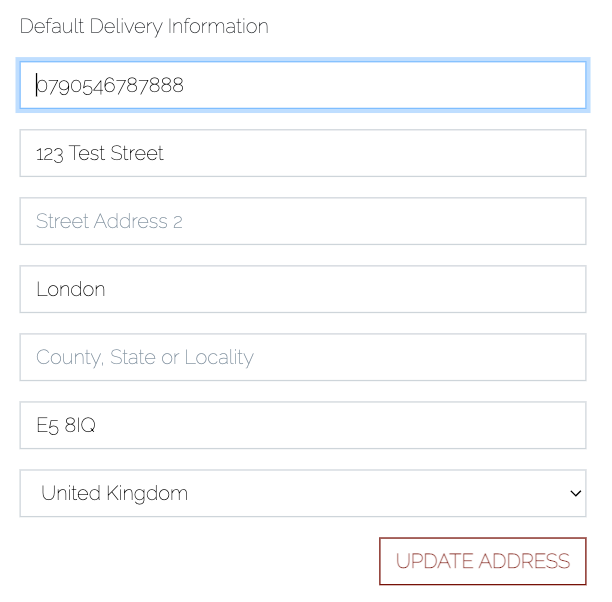 Default Delivery Information
0790546787888
123 Test Street
Street Address 2
London
County, State or Locality
E5 8IQ
United Kingdom
UPDATE ADDRESS